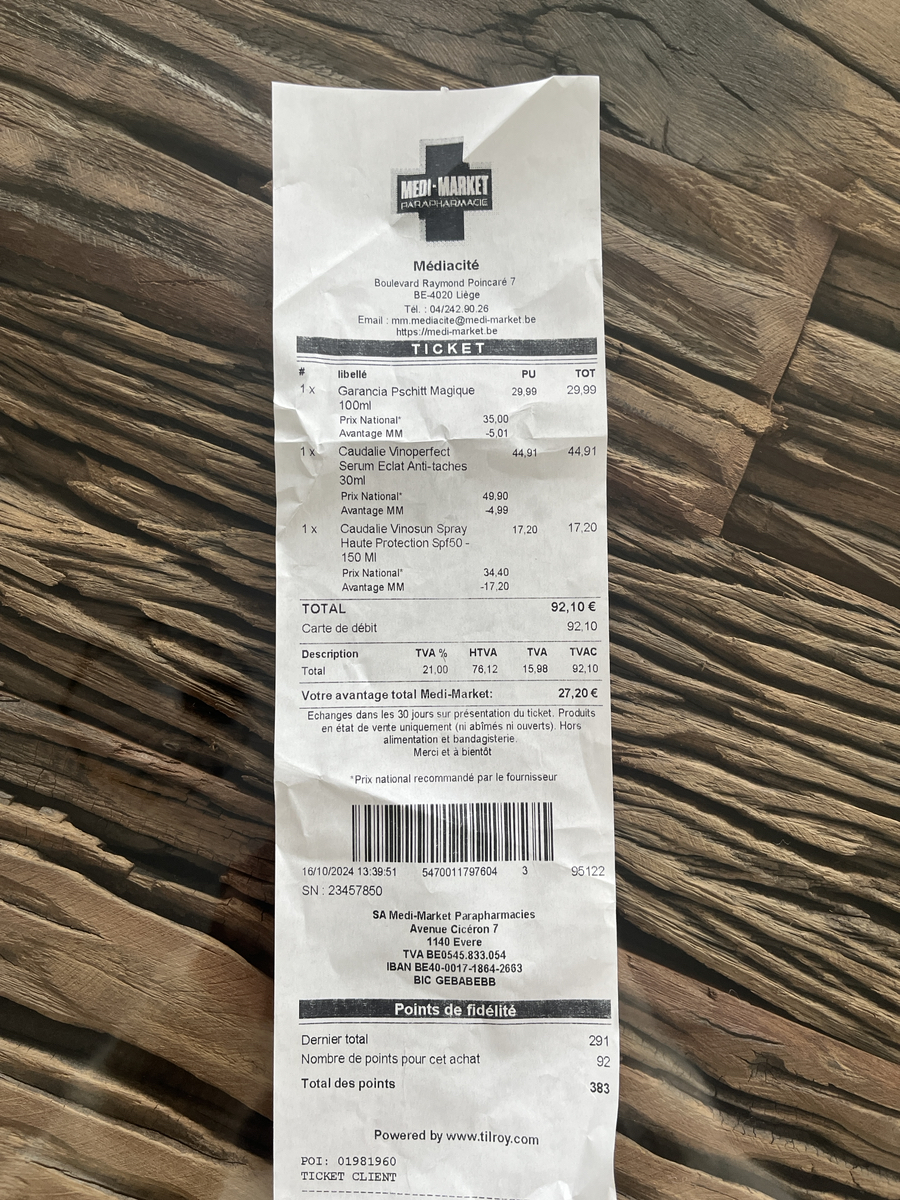 MEDI-MARKET
PARAPHARMACIE
Médiacité
Boulevard Raymond Poincaré 7
BE-4020 Liège
Tél. : 04/242.90.26
Email : mm.mediacite@medi-market.be
https://medi-market.be
TICKET
# libellé PU TOT
1 x Garancia Pschitt Magique 29,99 29,99
100ml
Prix National* 35,00
Avantage MM -5,01
1 x Caudalie Vinoperfect 44,91 44,91
Serum Eclat Anti-taches
30ml
Prix National* 49,90
Avantage MM -4,99
1 x Caudalie Vinosun Spray 17,20 17,20
Haute Protection Spf50 -
150 Ml
Prix National* 34,40
Avantage MM -17,20
TOTAL 92,10 €
Carte de débit 92,10
Description TVA % HTVA TVA TVAC
Total 21,00 76,12 15,98 92,10
Votre avantage total Medi-Market: 27,20 €
Echanges dans les 30 jours sur présentation du ticket. Produits
en état de vente uniquement (ni abîmés ni ouverts). Hors
alimentation et bandagisterie.
Merci et à bientôt
*Prix national recommandé par le fournisseur
16/10/2024 13:39:51 5470011797604 3 95122
SN : 23457850
SA Medi-Market Parapharmacies
Avenue Cicéron 7
1140 Evere
TVA BE0545.833.054
IBAN BE40-0017-1864-2663
BIC GEBABEBB
Points de fidélité
Dernier total 291
Nombre de points pour cet achat 92
Total des points 383
Powered by www.tilroy.com
POI: 01981960
TICKET CLIENT